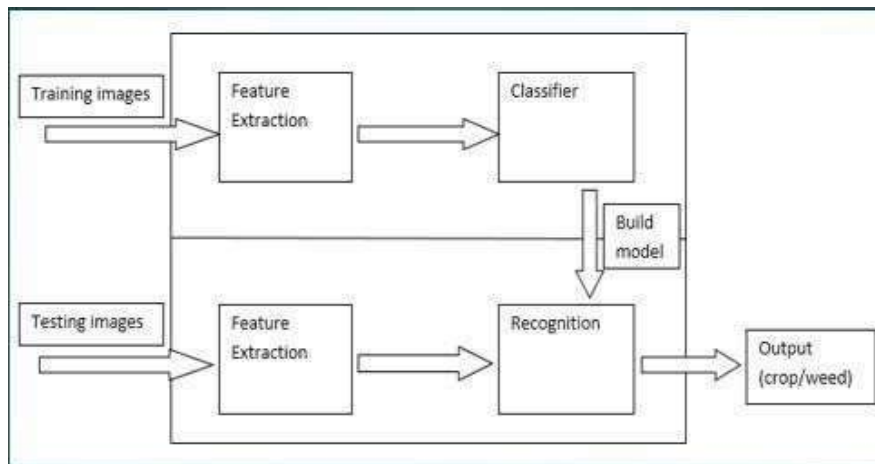 Training images
Feature
Extraction
Classifier
Build
model
Testing images
Feature
Extraction
Recognition
Output
(crop/weed)